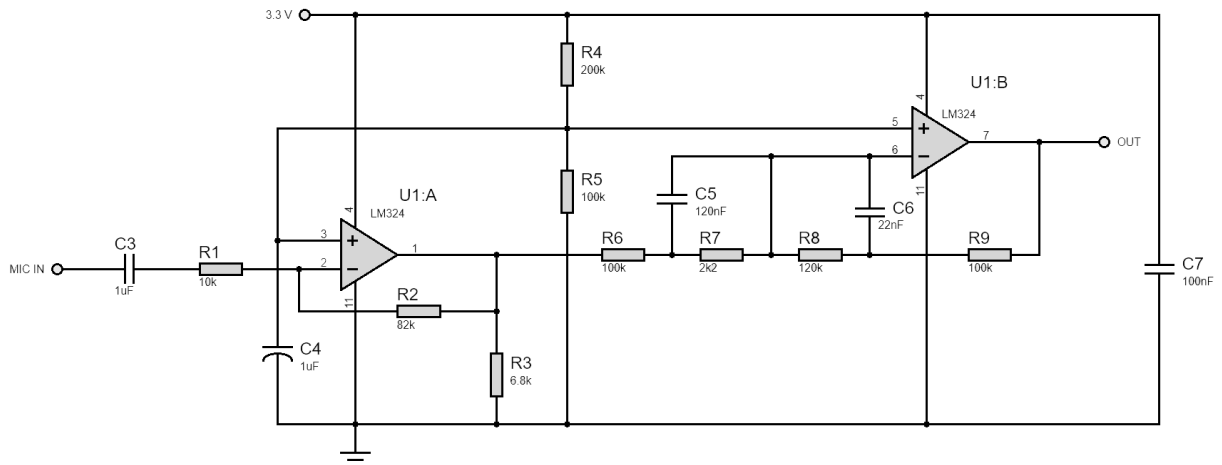 3.3 V
R4
200k
U1:B
4
LM324
5
+
6
−
7
OUT
11
R5
100k
U1:A
LM324
4
3
+
2
−
1
11
C5
120nF
C6
22nF
C3
1uF
MIC IN
R1
10k
R6
100k
R7
2k2
R8
120k
R9
100k
C7
100nF
R2
82k
C4
1uF
R3
6.8k